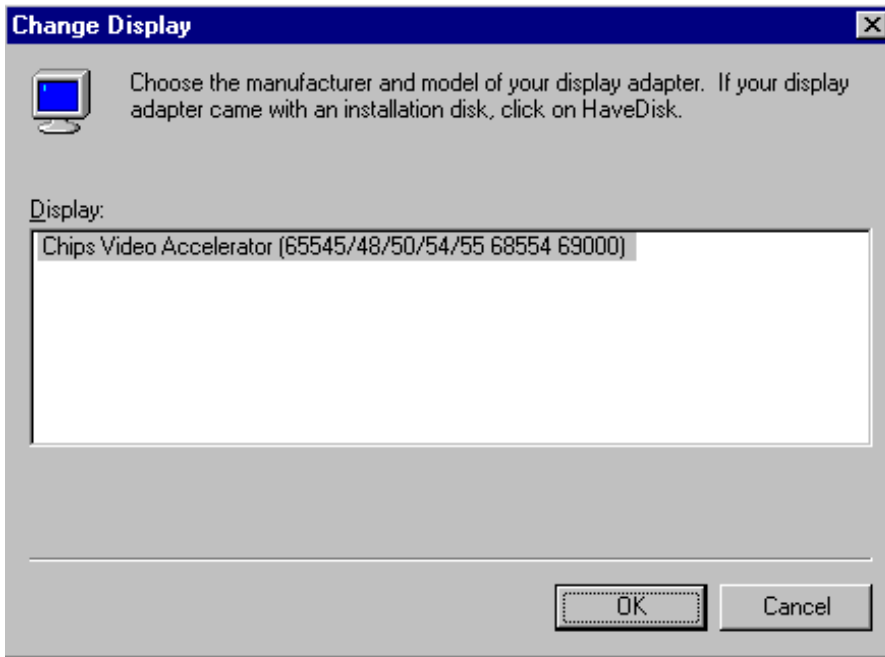 Change Display
Choose the manufacturer and model of your display adapter.  If your display
adapter came with an installation disk, click on HaveDisk.
Display:
Chips Video Accelerator (65545/48/50/54/55 68554 69000)
OK Cancel